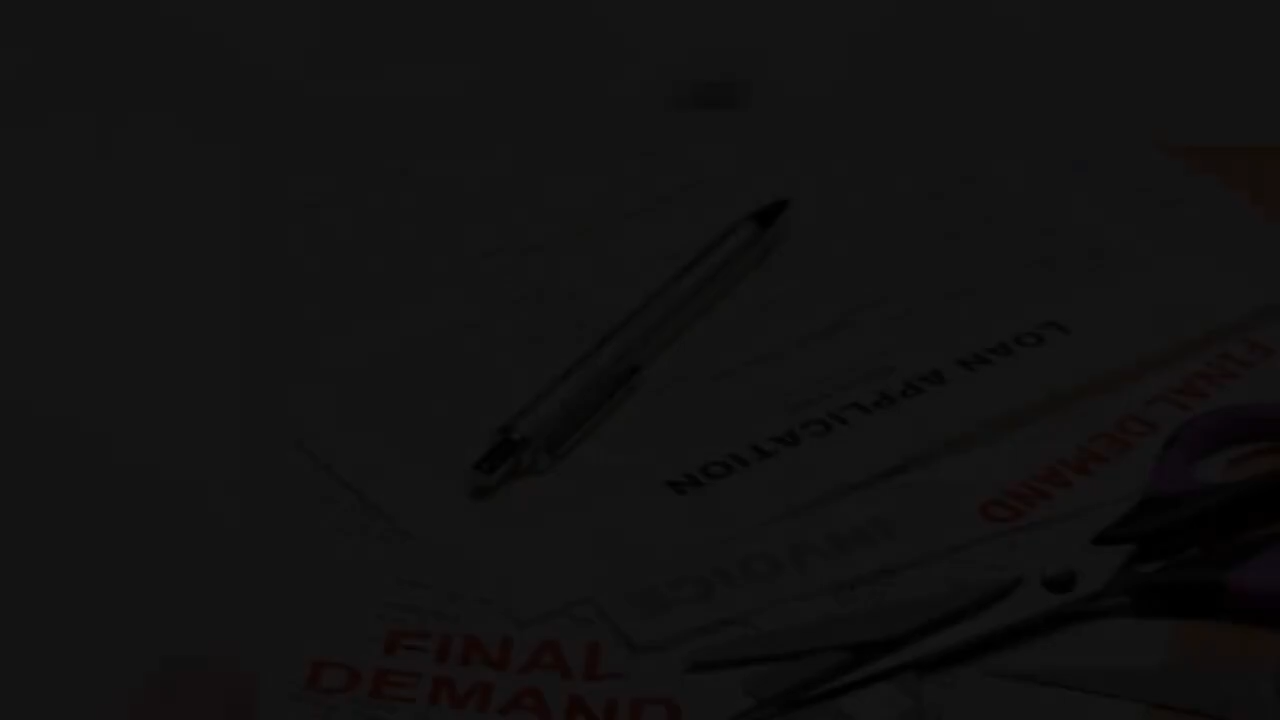 LOAN APPLICATION
FINAL DEMAND
INVOICE
FINAL
DEMAND